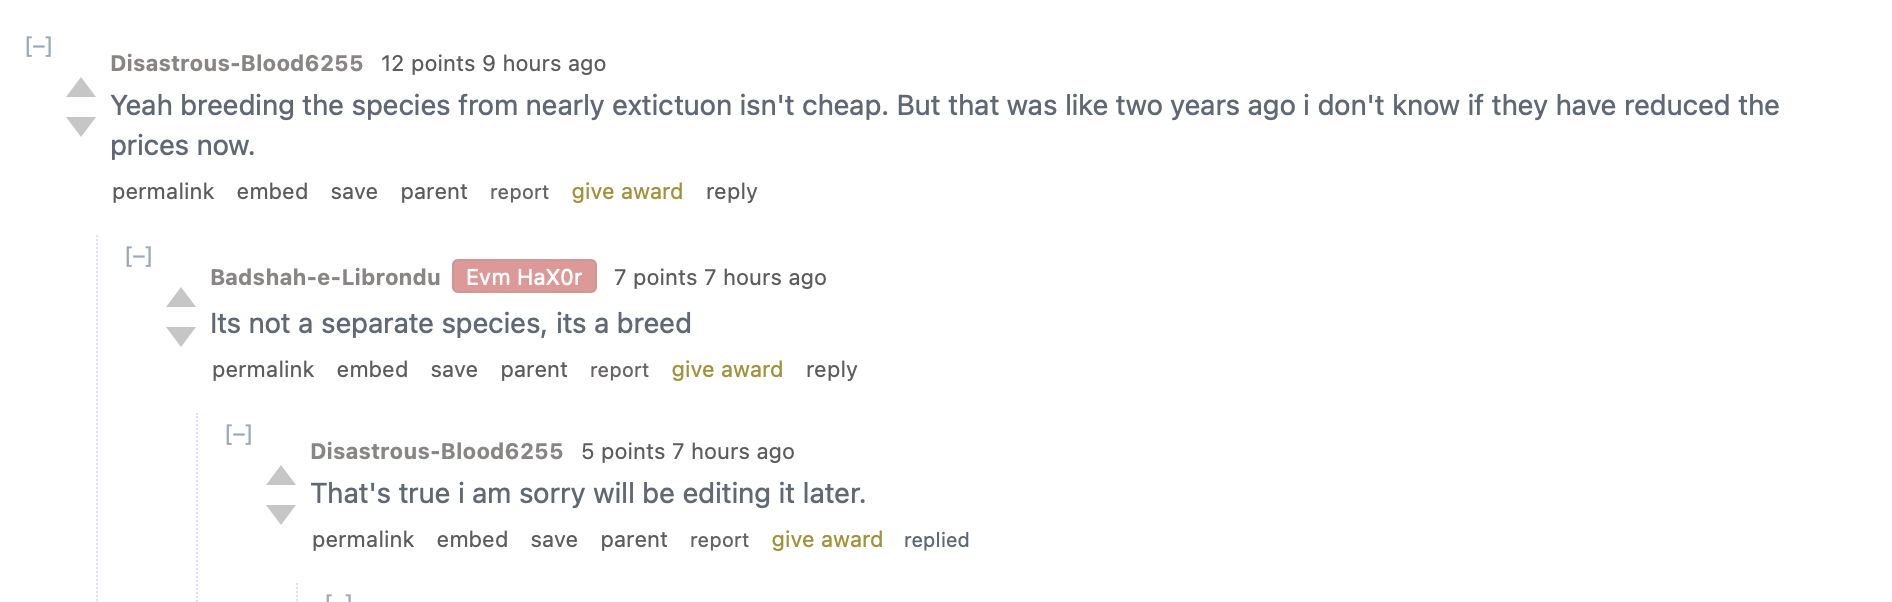 [–]
Disastrous-Blood6255 12 points 9 hours ago
Yeah breeding the species from nearly extictuon isn't cheap. But that was like two years ago i don't know if they have reduced the
prices now.
permalink embed save parent report give award reply
[–]
Badshah-e-Librondu Evm HaX0r 7 points 7 hours ago
Its not a separate species, its a breed
permalink embed save parent report give award reply
[–]
Disastrous-Blood6255 5 points 7 hours ago
That's true i am sorry will be editing it later.
permalink embed save parent report give award replied